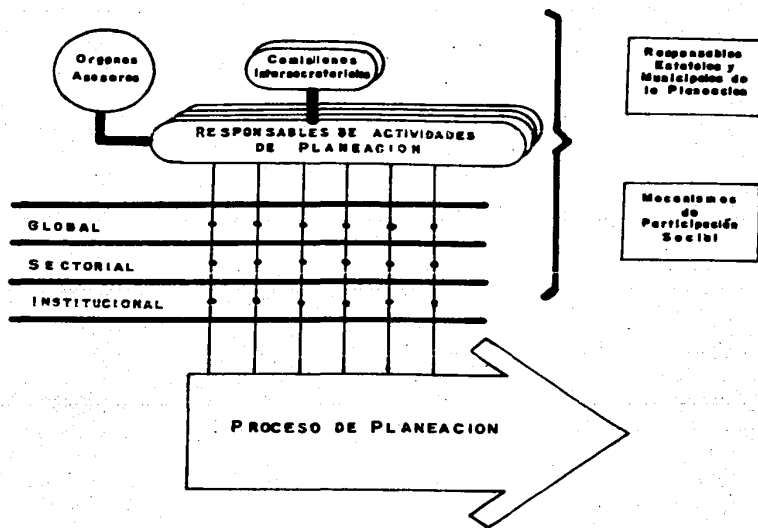 Organos
Asesores
Comisiones
Intersecretariales
RESPONSABLES DE ACTIVIDADES
DE PLANEACION
Responsables
Estatales y
Municipales de
la Planeación
Mecanismos
de
Participación
Social
GLOBAL
SECTORIAL
INSTITUCIONAL
PROCESO DE PLANEACION